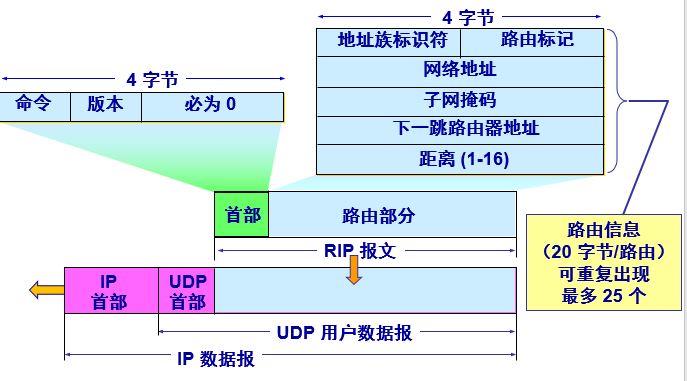 4 字节
地址族标识符
路由标记
网络地址
子网掩码
下一跳路由器地址
距离 (1-16)
4 字节
命令
版本
必为 0
首部
路由部分
RIP 报文
路由信息
（20 字节/路由）
可重复出现
最多 25 个
IP
首部
UDP
首部
UDP 用户数据报
IP 数据报